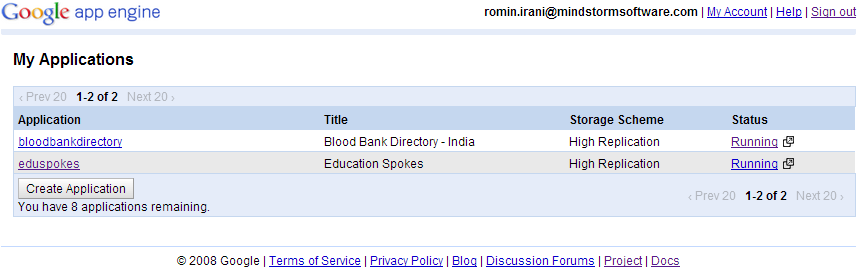 Google app engine
romin.irani@mindstormsoftware.com | My Account | Help | Sign out
My Applications
‹ Prev 20 1-2 of 2 Next 20 ›
Application Title Storage Scheme Status
bloodbankdirectory Blood Bank Directory - India High Replication Running
eduspokes Education Spokes High Replication Running
Create Application ‹ Prev 20 1-2 of 2 Next 20 ›
You have 8 applications remaining.
© 2008 Google | Terms of Service | Privacy Policy | Blog | Discussion Forums | Project | Docs